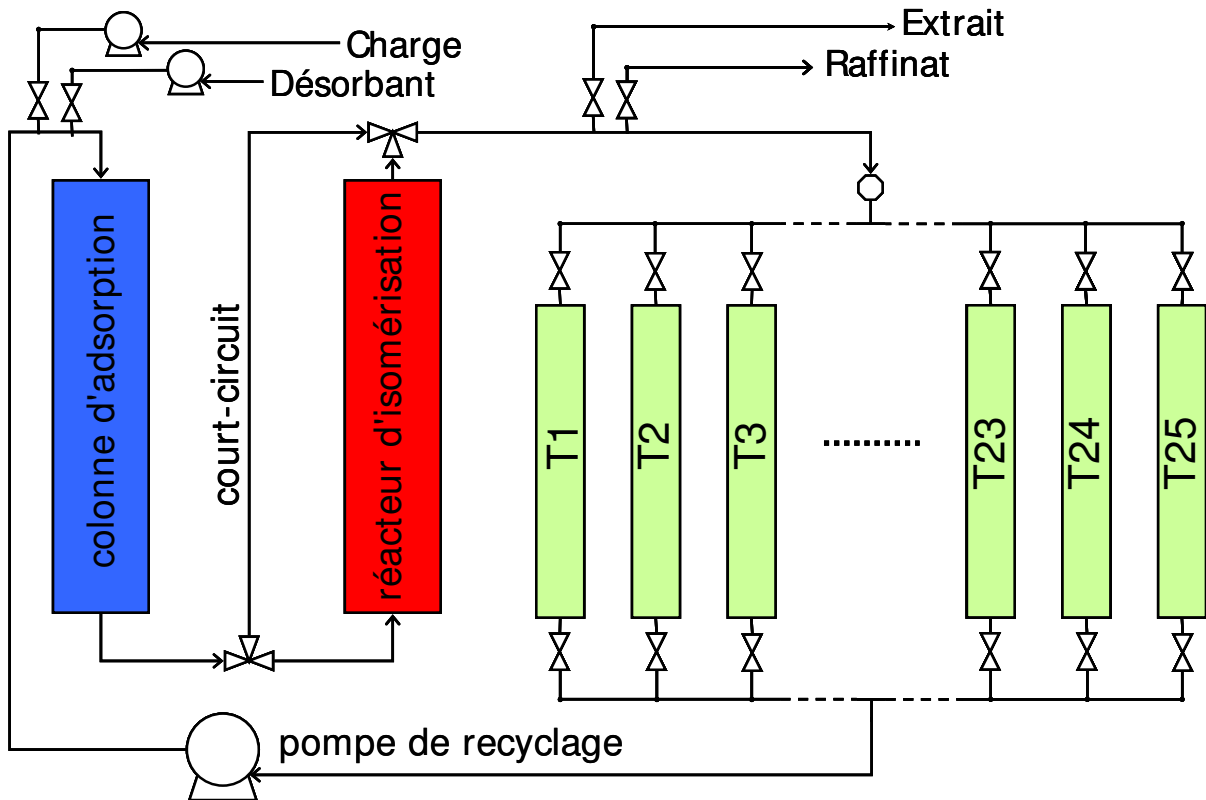 Extrait
Charge
Raffinat
Désorbant
colonne d'adsorption
court-circuit
réacteur d'isomérisation
T1
T2
T3
T23
T24
T25
pompe de recyclage